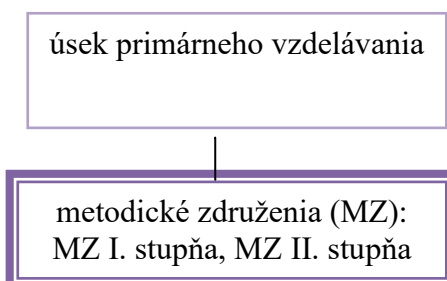 úsek primárneho vzdelávania
metodické združenia (MZ):
MZ I. stupňa, MZ II. stupňa